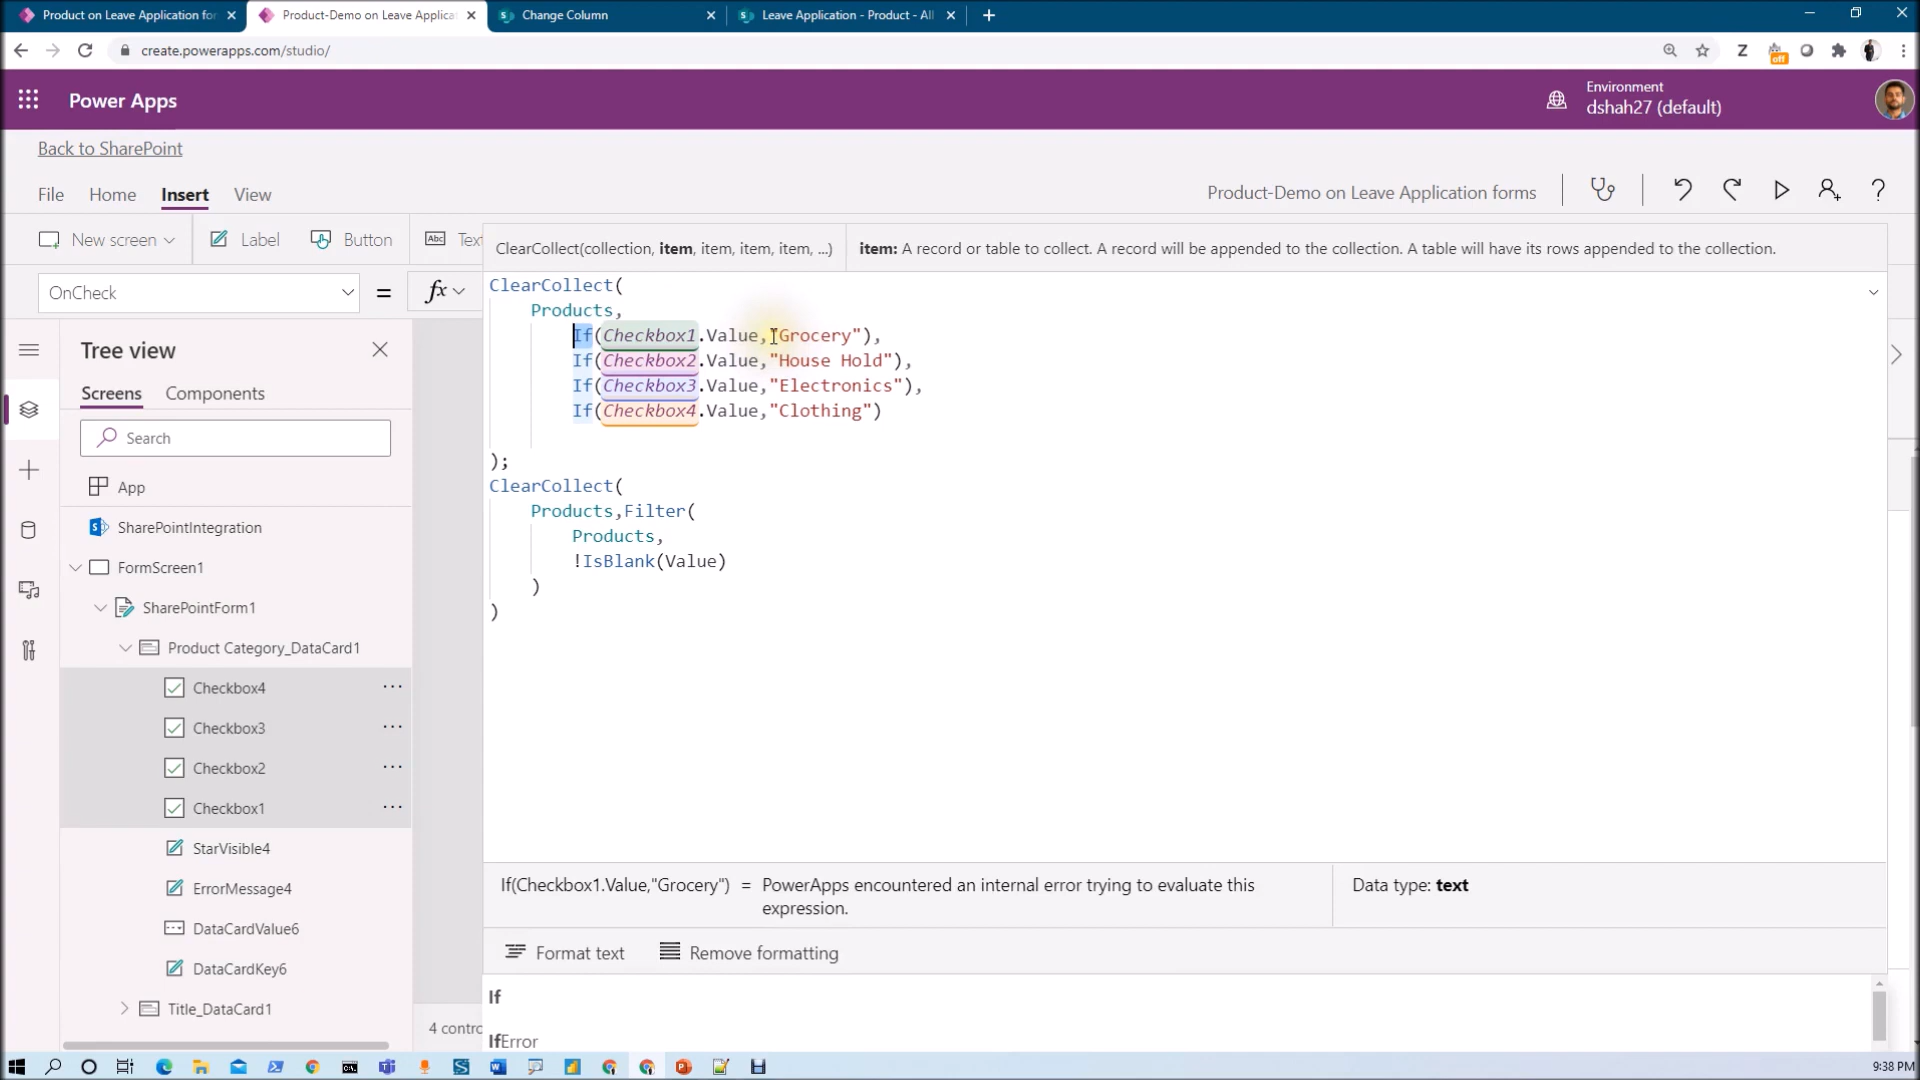 Product on Leave Application for
Product-Demo on Leave Applica
Change Column
Leave Application - Product - All
create.powerapps.com/studio/
Z
off
Power Apps
Environment
dshah27 (default)
Back to SharePoint
File
Home
Insert
View
Product-Demo on Leave Application forms
New screen
Label
Button
Abc
Text
ClearCollect(collection, item, item, item, item, ...)
item: A record or table to collect. A record will be appended to the collection. A table will have its rows appended to the collection.
OnCheck
=
fx
ClearCollect(
Products,
If(Checkbox1.Value,"Grocery"),
If(Checkbox2.Value,"House Hold"),
If(Checkbox3.Value,"Electronics"),
If(Checkbox4.Value,"Clothing")
);
ClearCollect(
Products,Filter(
Products,
!IsBlank(Value)
)
)
Tree view
Screens
Components
Search
App
SharePointIntegration
FormScreen1
SharePointForm1
Product Category_DataCard1
Checkbox4
Checkbox3
Checkbox2
Checkbox1
StarVisible4
ErrorMessage4
DataCardValue6
DataCardKey6
Title_DataCard1
If(Checkbox1.Value,"Grocery") = PowerApps encountered an internal error trying to evaluate this
expression.
Data type: text
Format text
Remove formatting
If
IfError
4 contro
9:38 PM